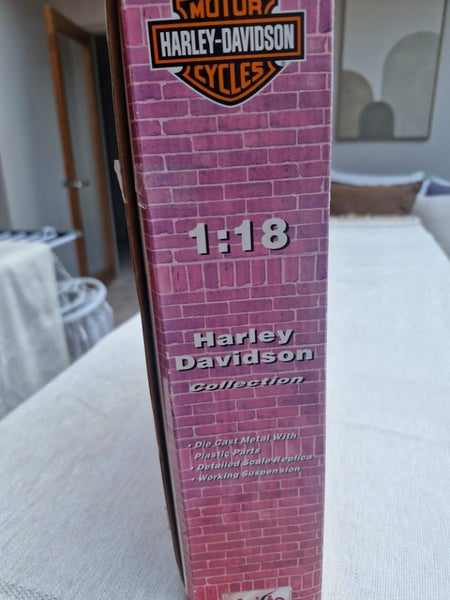 MOTOR
HARLEY-DAVIDSON
CYCLES
1:18
Harley
Davidson
Collection
• Die Cast Metal With
Plastic Parts
• Detailed Scale Replica
• Working Suspension